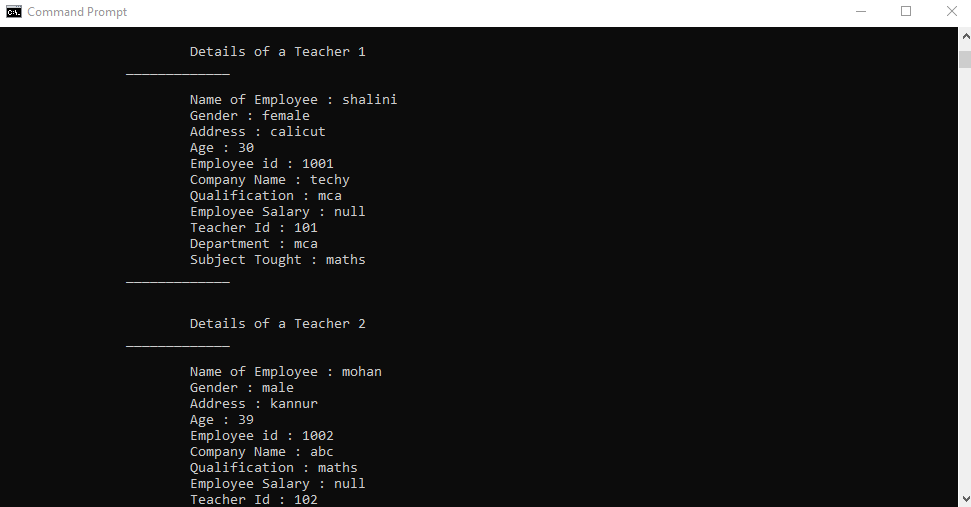 Command Prompt
Details of a Teacher 1
_____________
Name of Employee : shalini
Gender : female
Address : calicut
Age : 30
Employee id : 1001
Company Name : techy
Qualification : mca
Employee Salary : null
Teacher Id : 101
Department : mca
Subject Tought : maths
_____________
Details of a Teacher 2
_____________
Name of Employee : mohan
Gender : male
Address : kannur
Age : 39
Employee id : 1002
Company Name : abc
Qualification : maths
Employee Salary : null
Teacher Id : 102